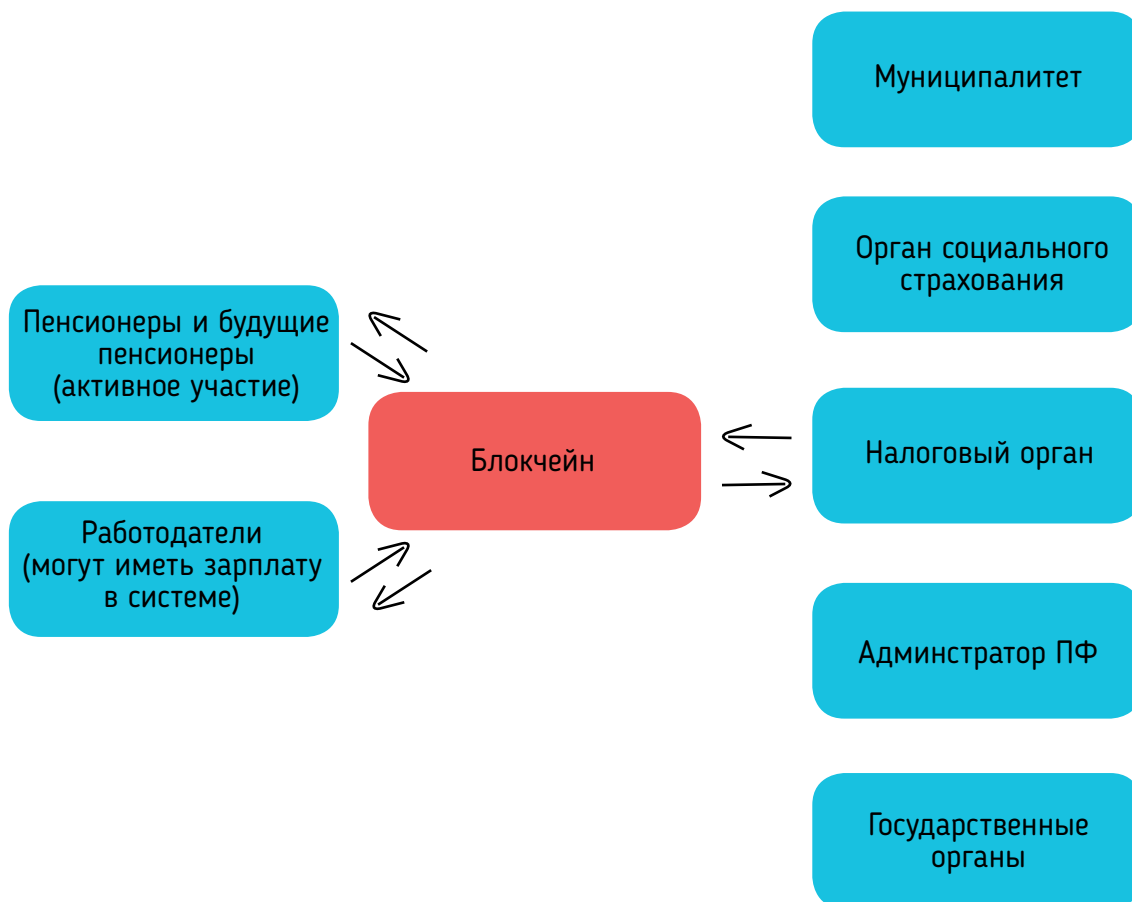 Муниципалитет
Орган социального
страхования
Пенсионеры и будущие
пенсионеры
(активное участие)
Блокчейн
Налоговый орган
Работодатели
(могут иметь зарплату
в системе)
Админстратор ПФ
Государственные
органы